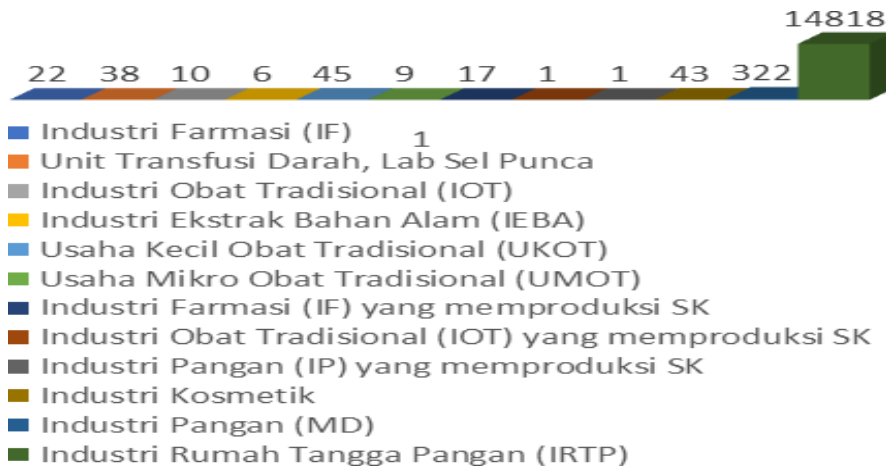 14818
22 38 10 6 45 9 17 1 1 43 322
1
Industri Farmasi (IF)
Unit Transfusi Darah, Lab Sel Punca
Industri Obat Tradisional (IOT)
Industri Ekstrak Bahan Alam (IEBA)
Usaha Kecil Obat Tradisional (UKOT)
Usaha Mikro Obat Tradisional (UMOT)
Industri Farmasi (IF) yang memproduksi SK
Industri Obat Tradisional (IOT) yang memproduksi SK
Industri Pangan (IP) yang memproduksi SK
Industri Kosmetik
Industri Pangan (MD)
Industri Rumah Tangga Pangan (IRTP)